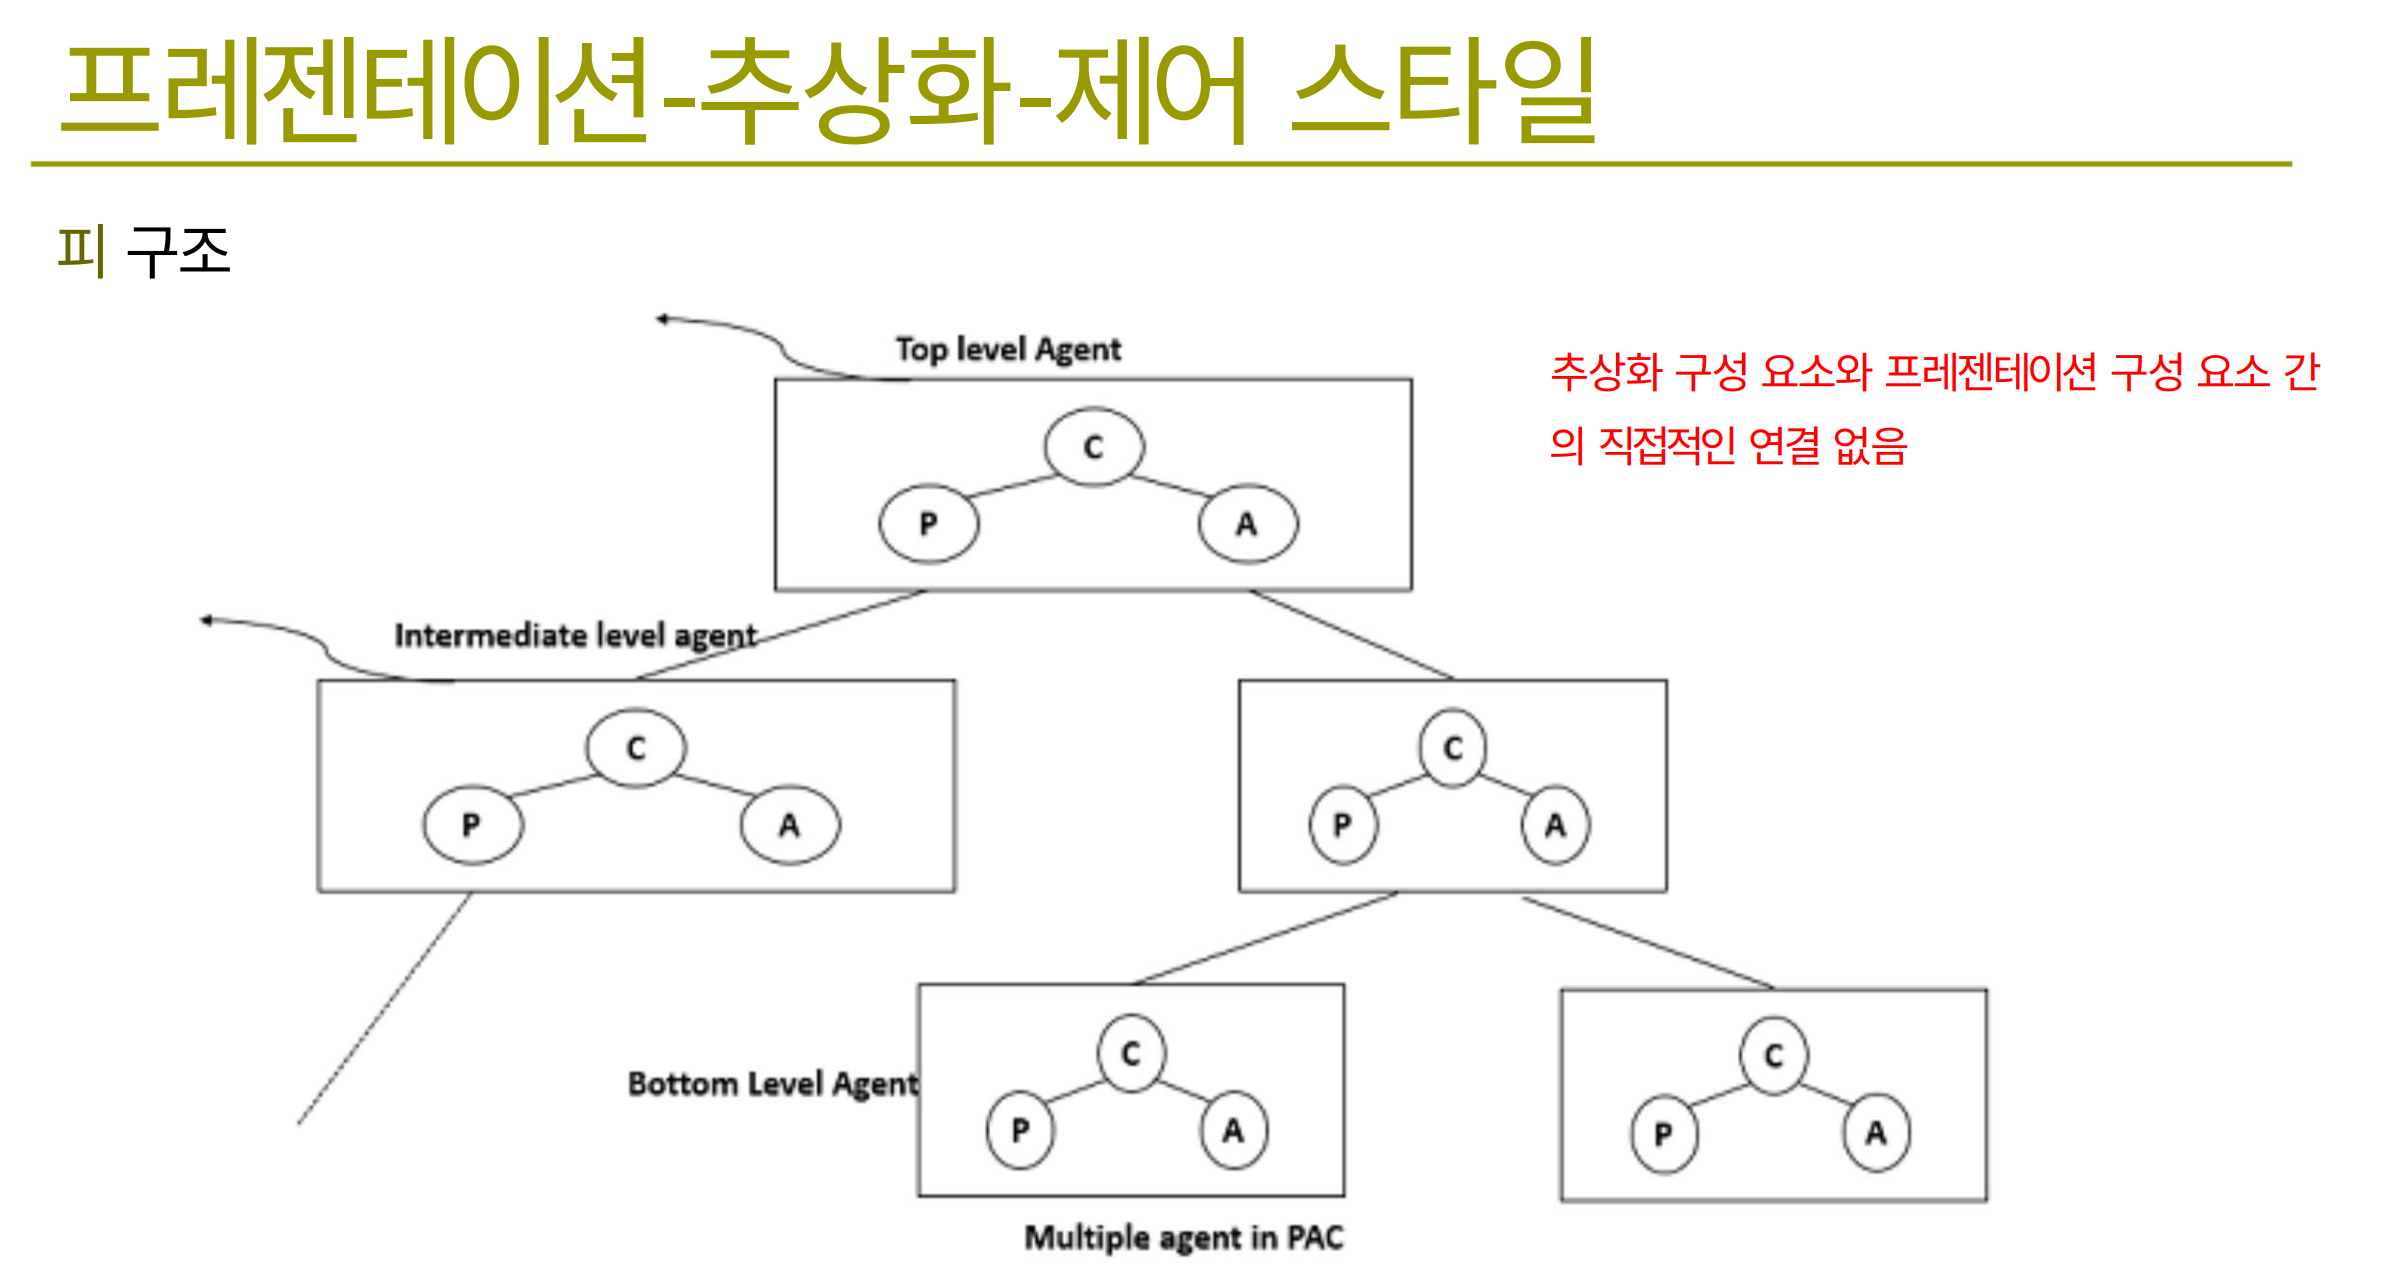 프레젠테이션-추상화-제어 스타일
피 구조
Top level Agent
추상화 구성 요소와 프레젠테이션 구성 요소 간
의 직접적인 연결 없음
C
P
A
Intermediate level agent
C
P
A
C
P
A
Bottom Level Agent
C
P
A
C
P
A
Multiple agent in PAC